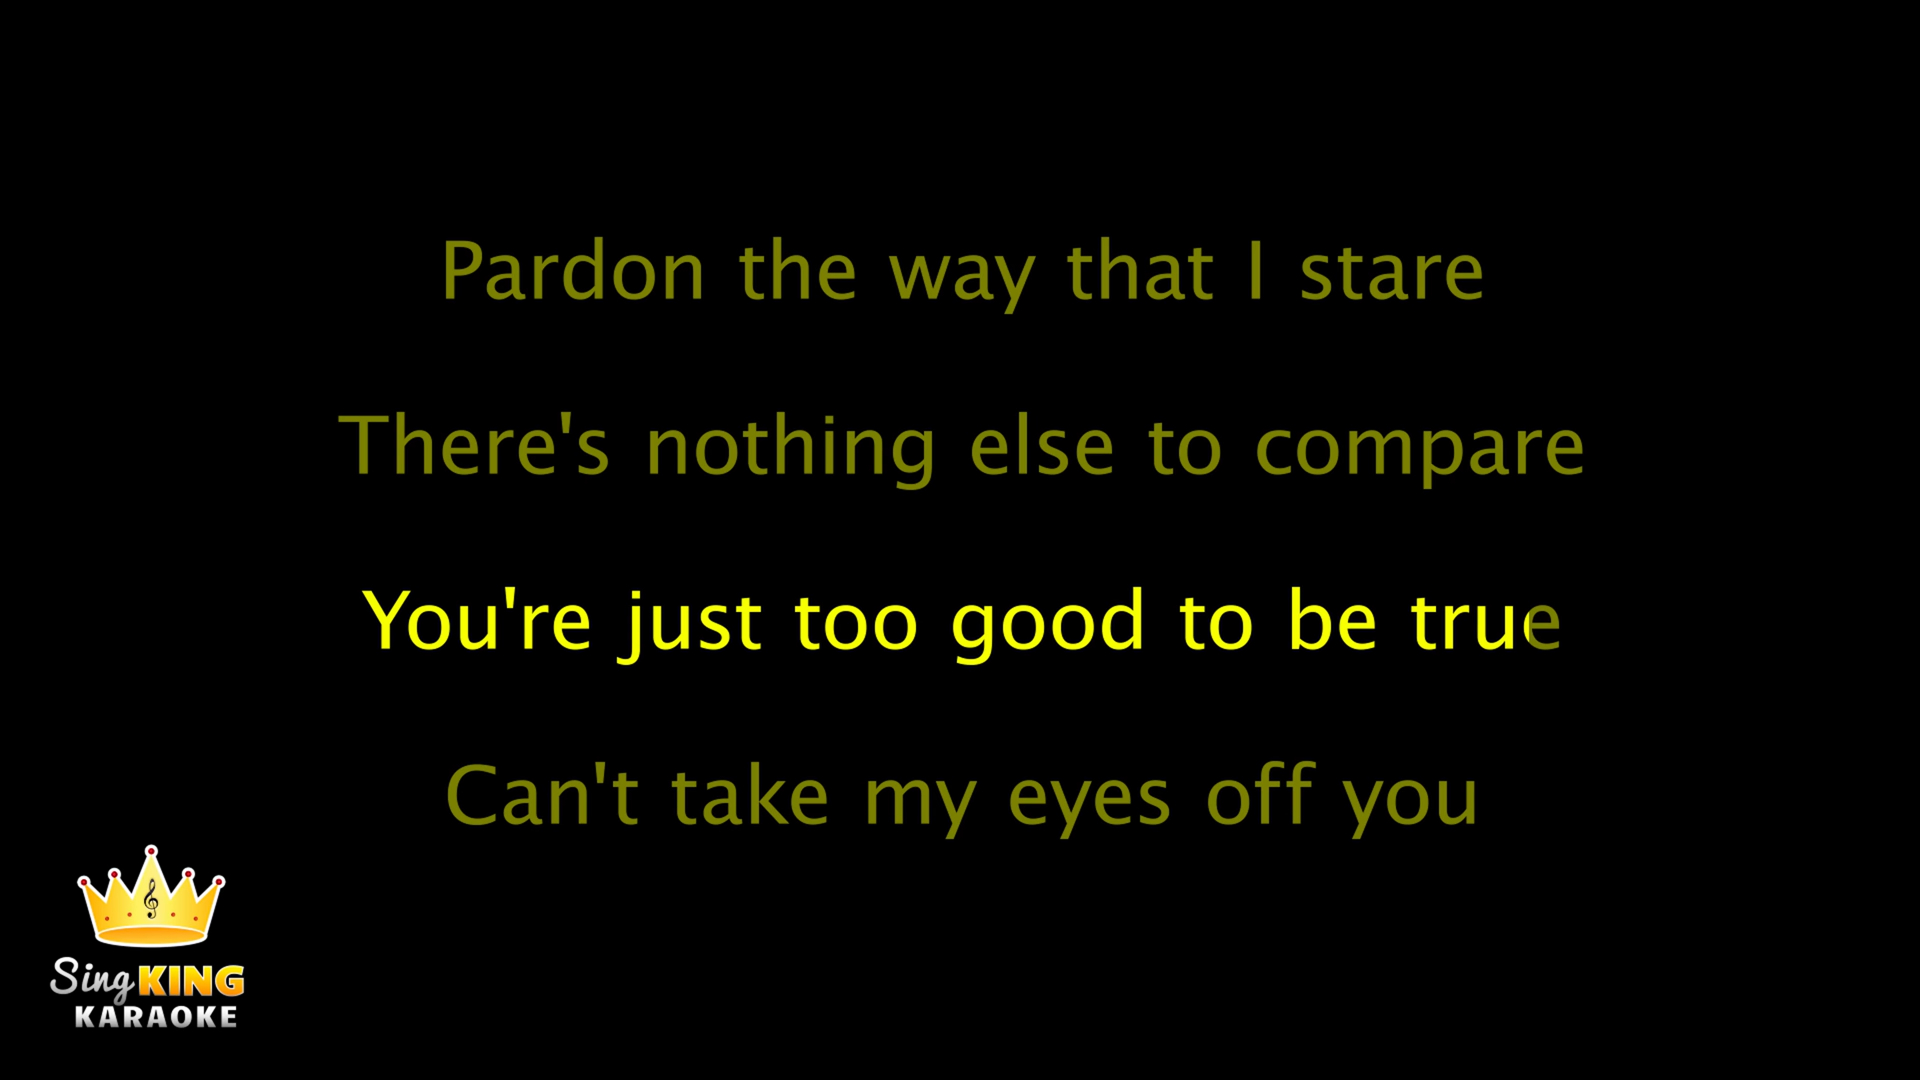 Pardon the way that I stare
There's nothing else to compare
You're just too good to be true
Can't take my eyes off you
Sing KING
KARAOKE